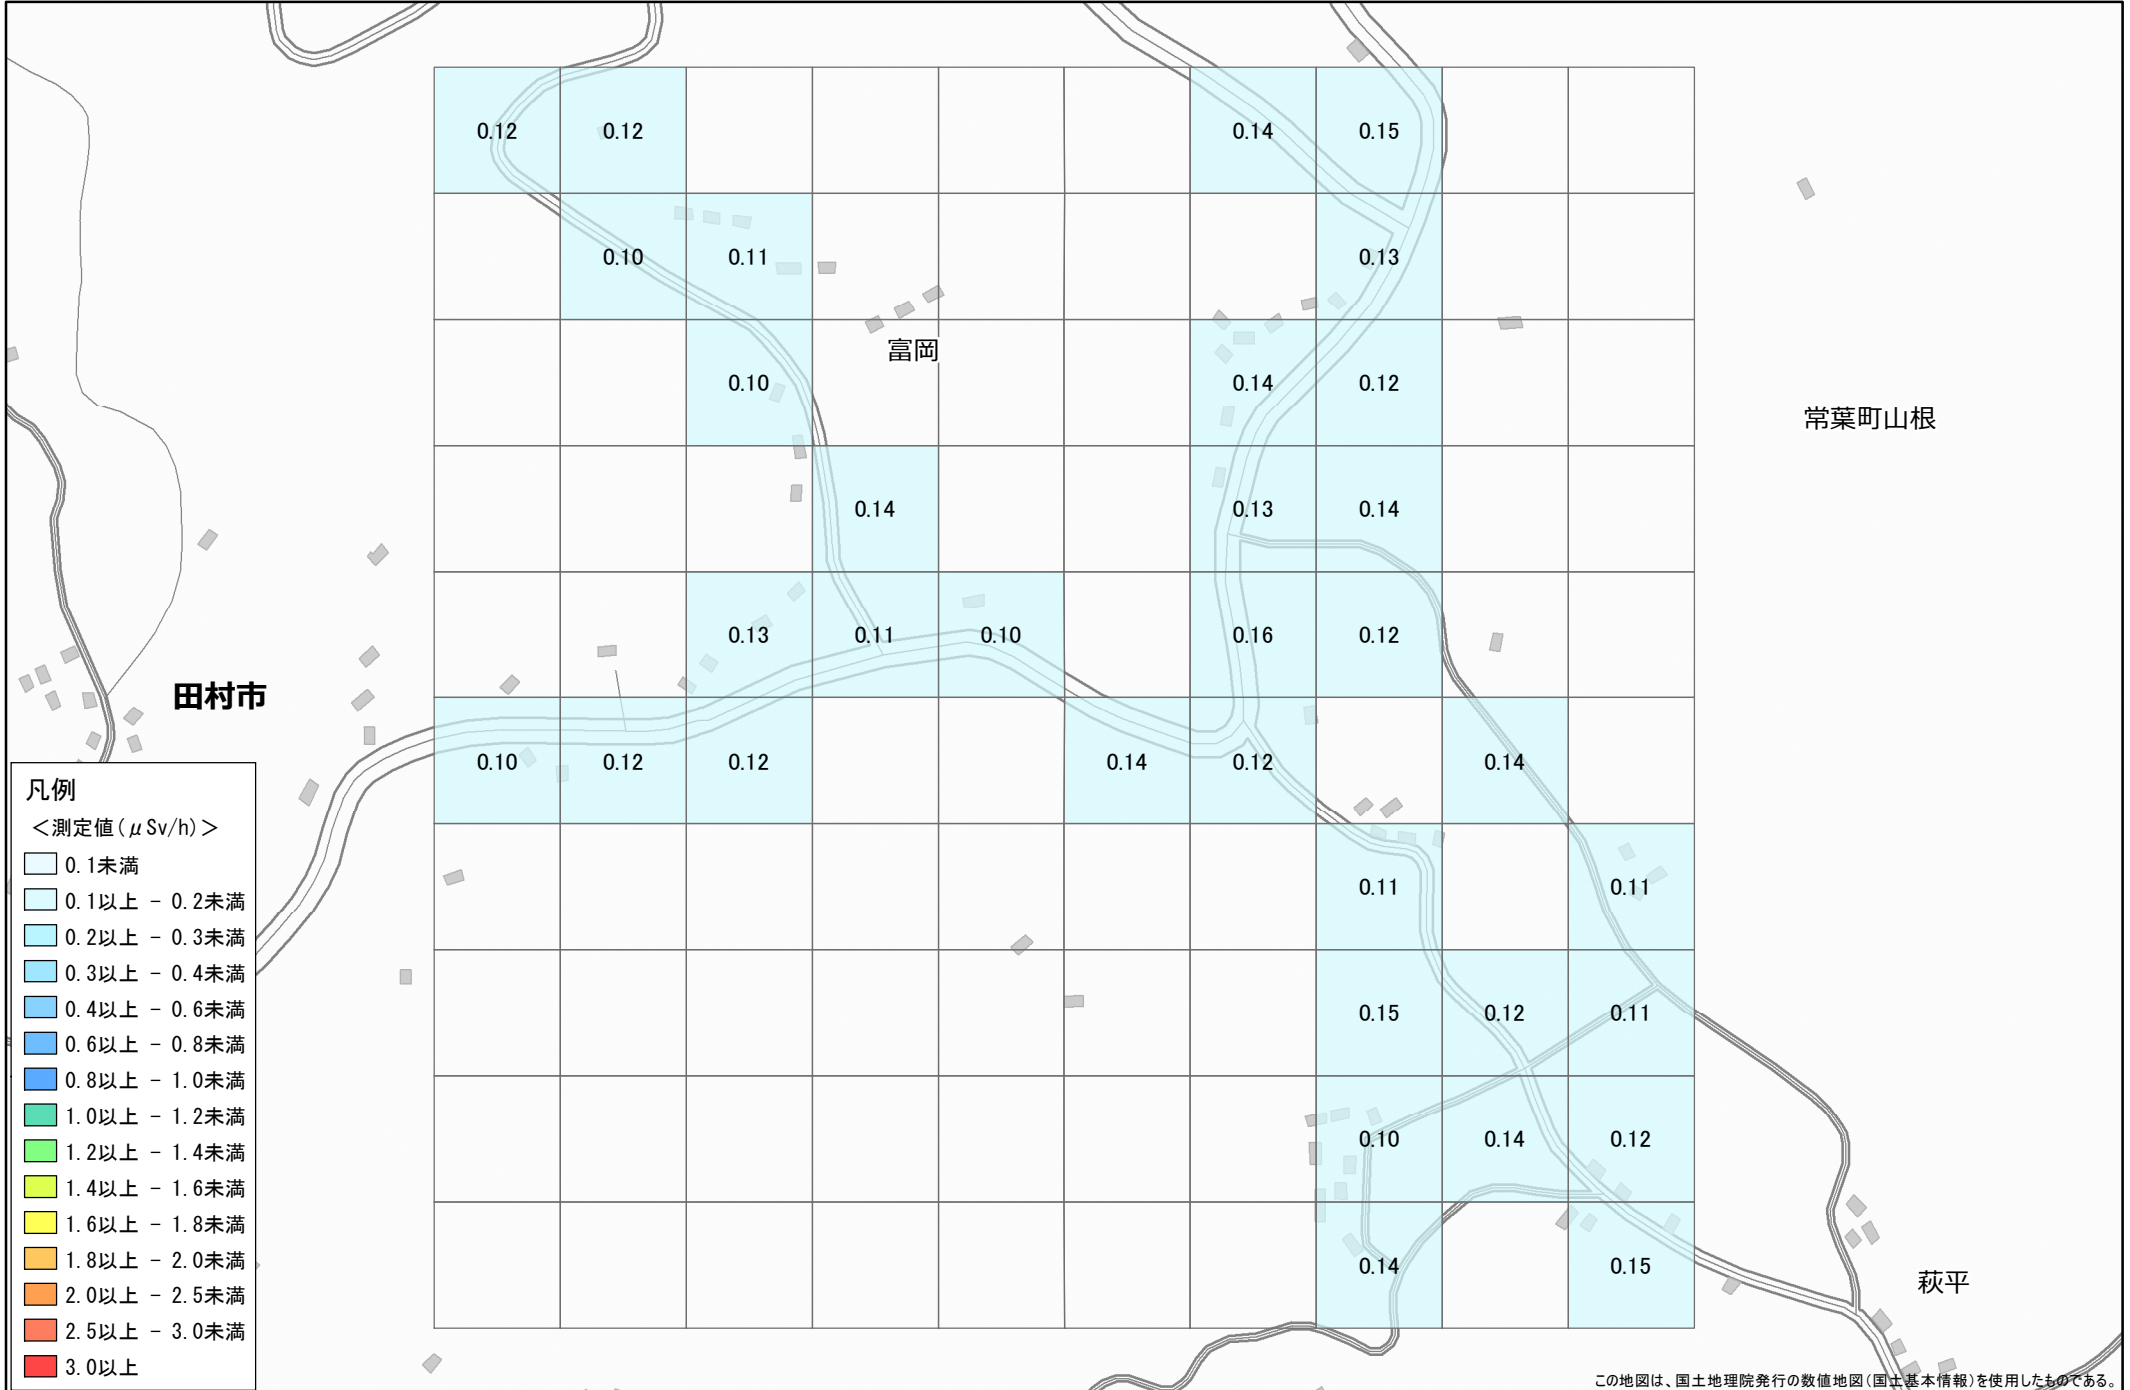 0.12 0.12 0.14 0.15
0.10 0.11 0.13
富岡
0.10 0.14 0.12
常葉町山根
0.14 0.13 0.14
0.13 0.11 0.10 0.16 0.12
田村市
0.10 0.12 0.12 0.14 0.12 0.14
0.11 0.11
0.15 0.12 0.11
0.10 0.14 0.12
0.14 0.15
萩平
凡例
＜測定値(μSv/h)＞
0.1未満
0.1以上 － 0.2未満
0.2以上 － 0.3未満
0.3以上 － 0.4未満
0.4以上 － 0.6未満
0.6以上 － 0.8未満
0.8以上 － 1.0未満
1.0以上 － 1.2未満
1.2以上 － 1.4未満
1.4以上 － 1.6未満
1.6以上 － 1.8未満
1.8以上 － 2.0未満
2.0以上 － 2.5未満
2.5以上 － 3.0未満
3.0以上
この地図は、国土地理院発行の数値地図(国土基本情報)を使用したものである。